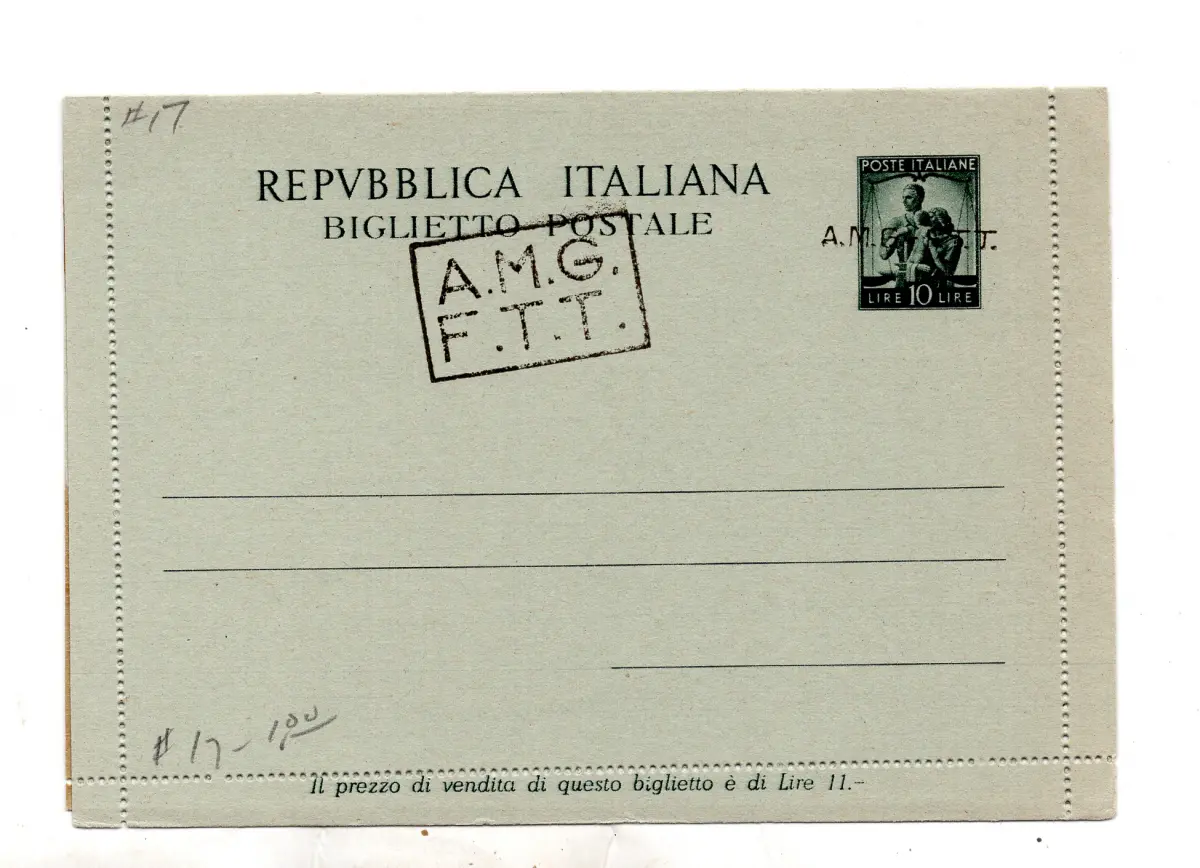 #17
REPVBBLICA ITALIANA
BIGLIETTO POSTALE
POSTE ITALIANE
A.M.G. F.T.T.
LIRE 10 LIRE
A.M.G.
F.T.T.
#17-1,00
Il prezzo di vendita di questo biglietto è di Lire 11.-